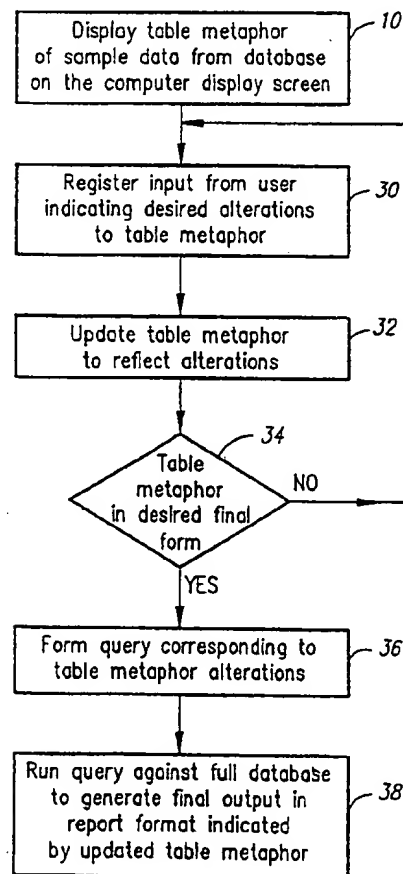 Display table metaphor
of sample data from database
on the computer display screen
10
Register input from user
indicating desired alterations
to table metaphor
30
Update table metaphor
to reflect alterations
32
34
Table
metaphor
in desired final
form
NO
YES
Form query corresponding to
table metaphor alterations
36
Run query against full database
to generate final output in
report format indicated
by updated table metaphor
38